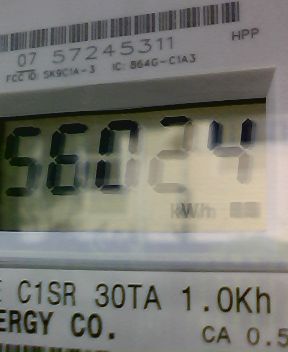 07 57245311
HPP
FCC ID: SK9C1A-3 IC: 864G-C1A3
56024
kWh
C1SR 30TA 1.0Kh
ERGY CO.
CA 0.5